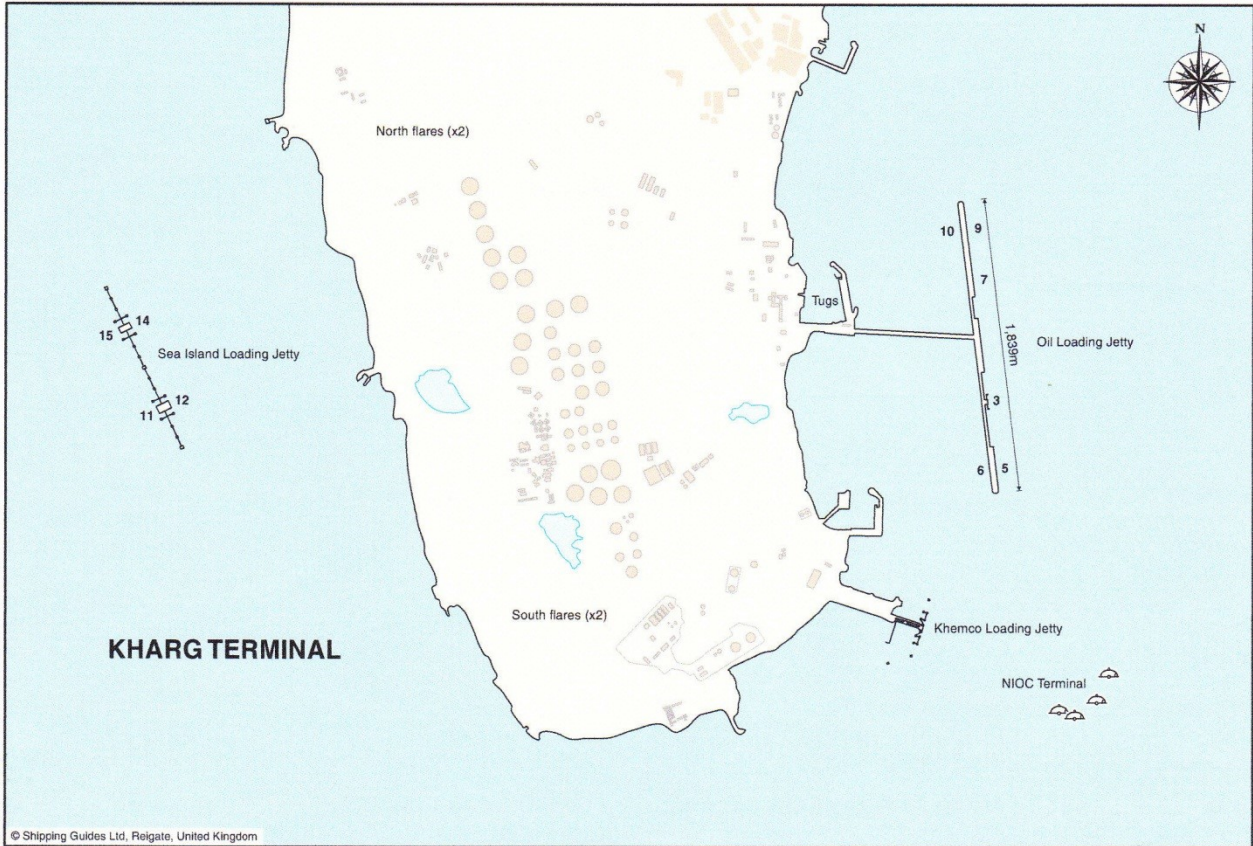 N
North flares (x2)
10
9
7
Tugs
1,839m
Oil Loading Jetty
14
15
Sea Island Loading Jetty
12
11
3
6
5
South flares (x2)
Khemco Loading Jetty
KHARG TERMINAL
NIOC Terminal
© Shipping Guides Ltd, Reigate, United Kingdom